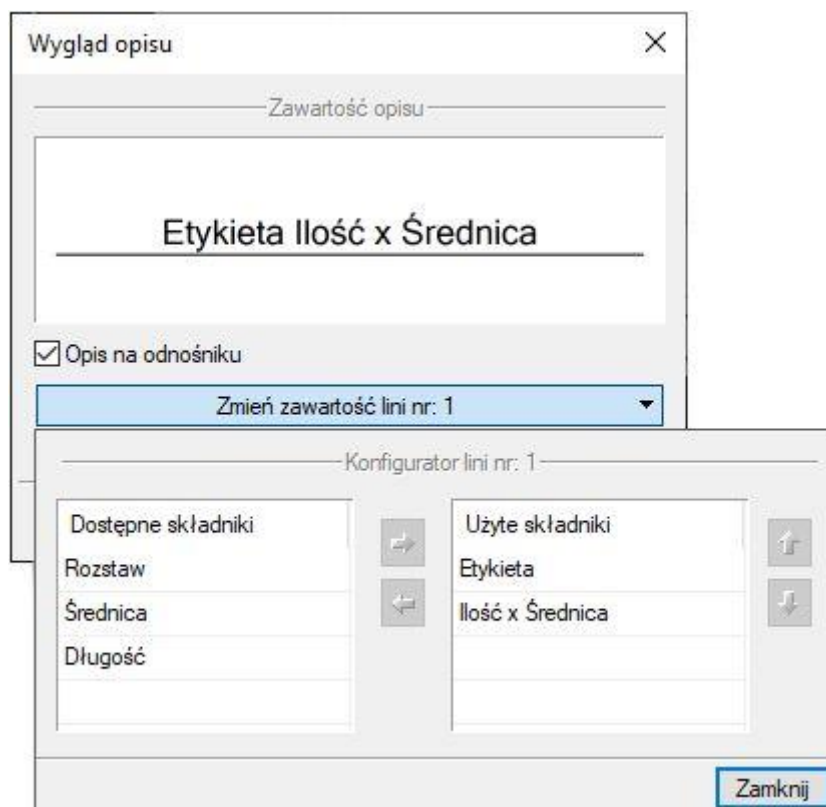 Wygląd opisu
Zawartość opisu
Etykieta Ilość x Średnica
Opis na odnośniku
Zmień zawartość lini nr: 1
Konfigurator lini nr: 1
Dostępne składniki
Rozstaw
Średnica
Długość
Użyte składniki
Etykieta
Ilość x Średnica
Zamknij